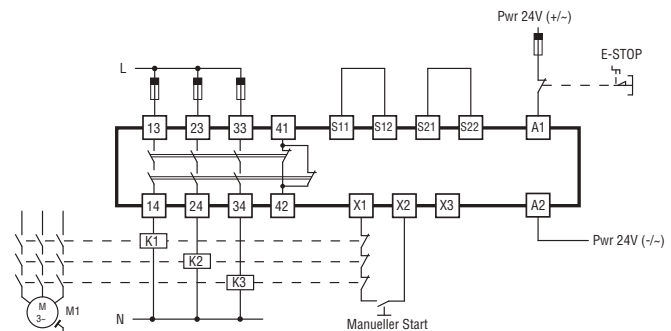 Pwr 24V (+/~)
E-STOP
L
13 23 33 41 S11 S12 S21 S22 A1
14 24 34 42 X1 X2 X3 A2
K1
Pwr 24V (-/~)
K2
K3
M
3~
M1
N
Manueller Start